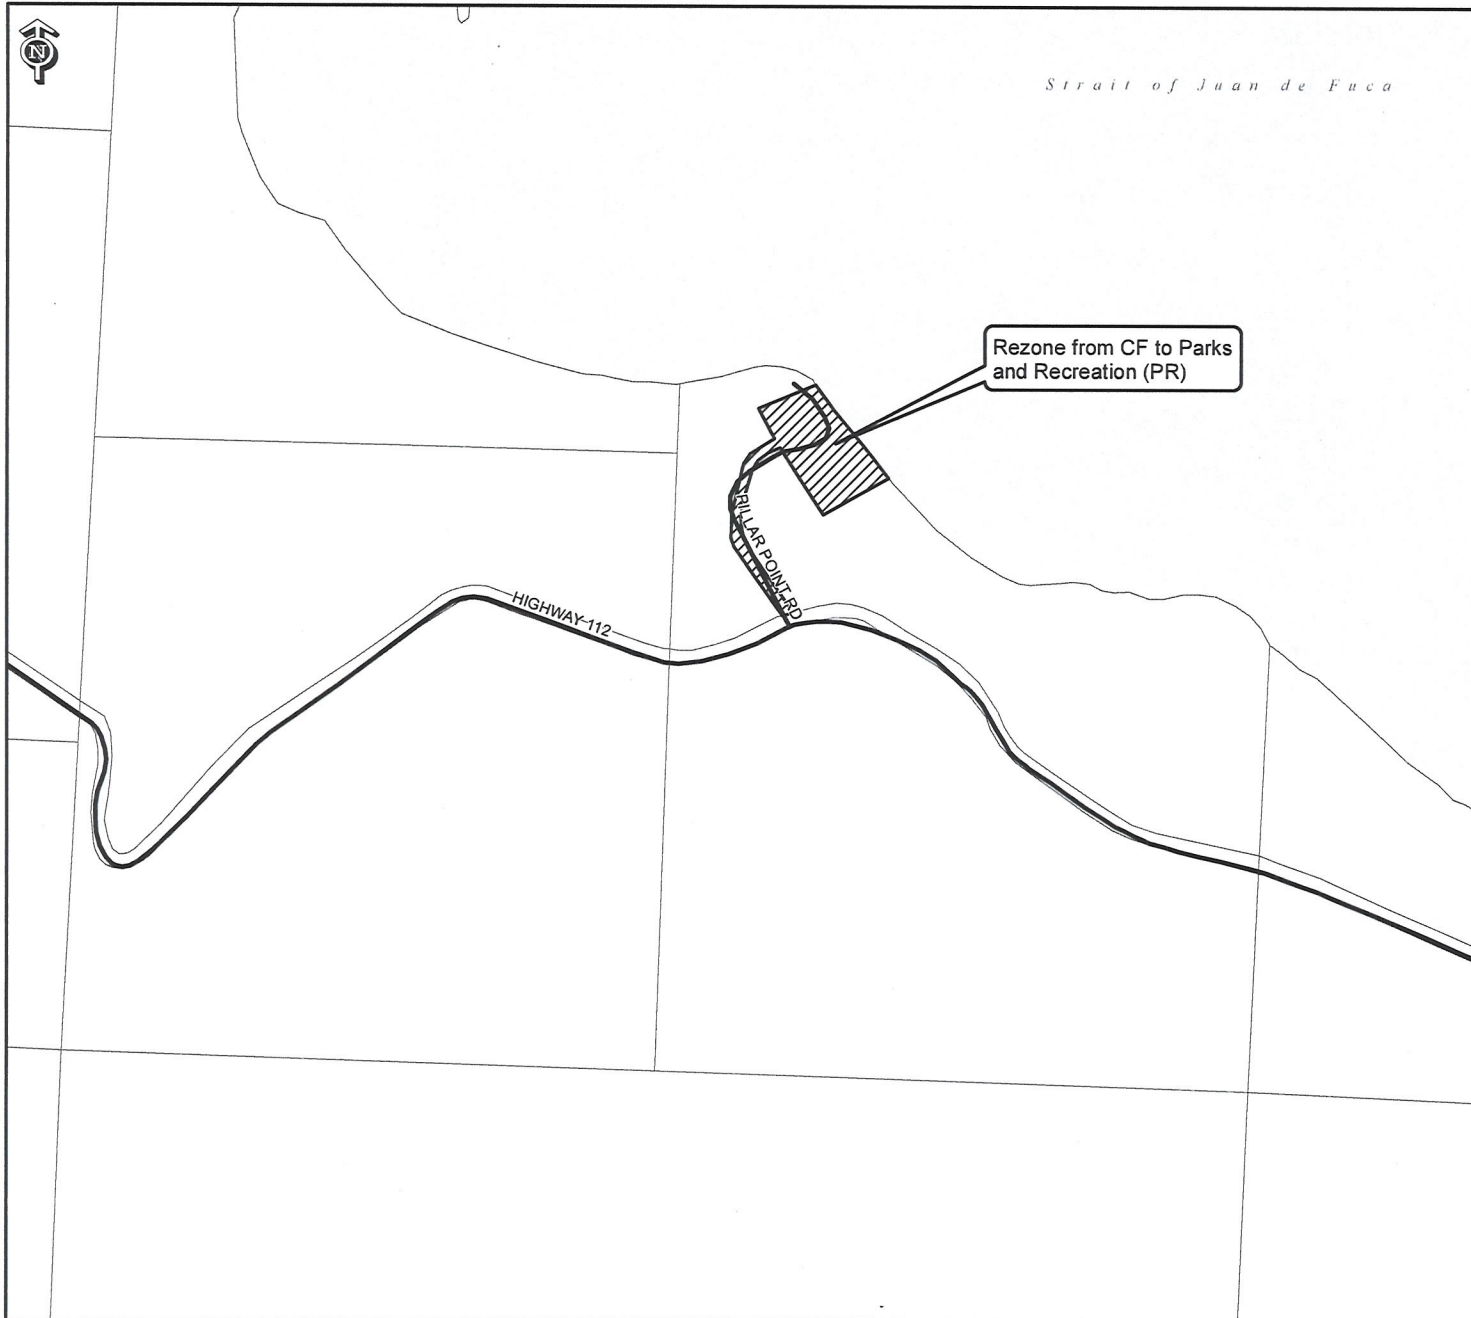 N
Strait of Juan de Fuca
Rezone from CF to Parks
and Recreation (PR)
PILLAR POINT RD
HIGHWAY 112